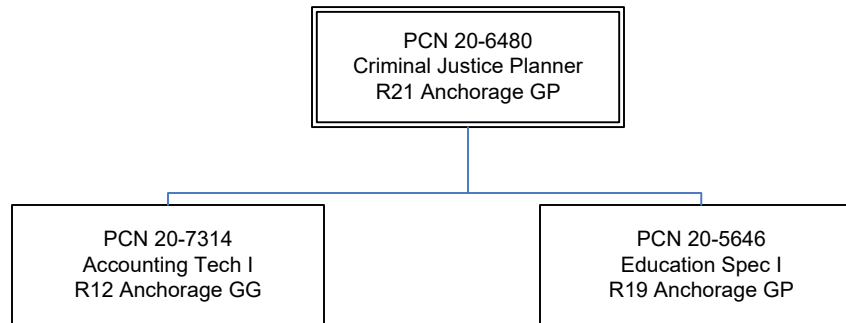 PCN 20-6480
Criminal Justice Planner
R21 Anchorage GP
PCN 20-7314
Accounting Tech I
R12 Anchorage GG
PCN 20-5646
Education Spec I
R19 Anchorage GP